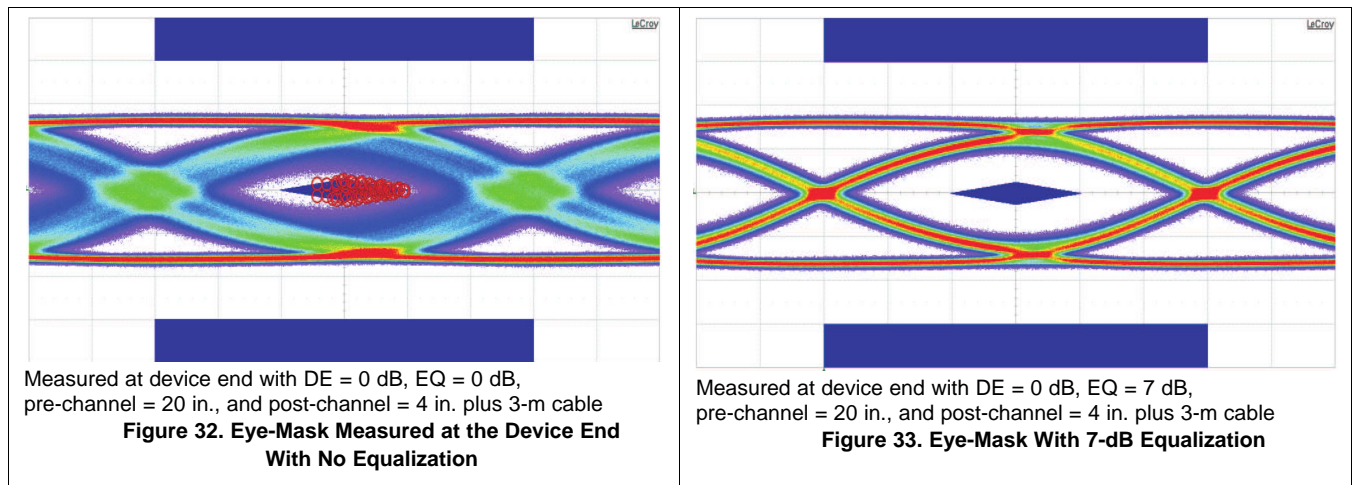 LeCroy
Measured at device end with DE = 0 dB, EQ = 0 dB,
pre-channel = 20 in., and post-channel = 4 in. plus 3-m cable
Figure 32. Eye-Mask Measured at the Device End
With No Equalization
LeCroy
Measured at device end with DE = 0 dB, EQ = 7 dB,
pre-channel = 20 in., and post-channel = 4 in. plus 3-m cable
Figure 33. Eye-Mask With 7-dB Equalization